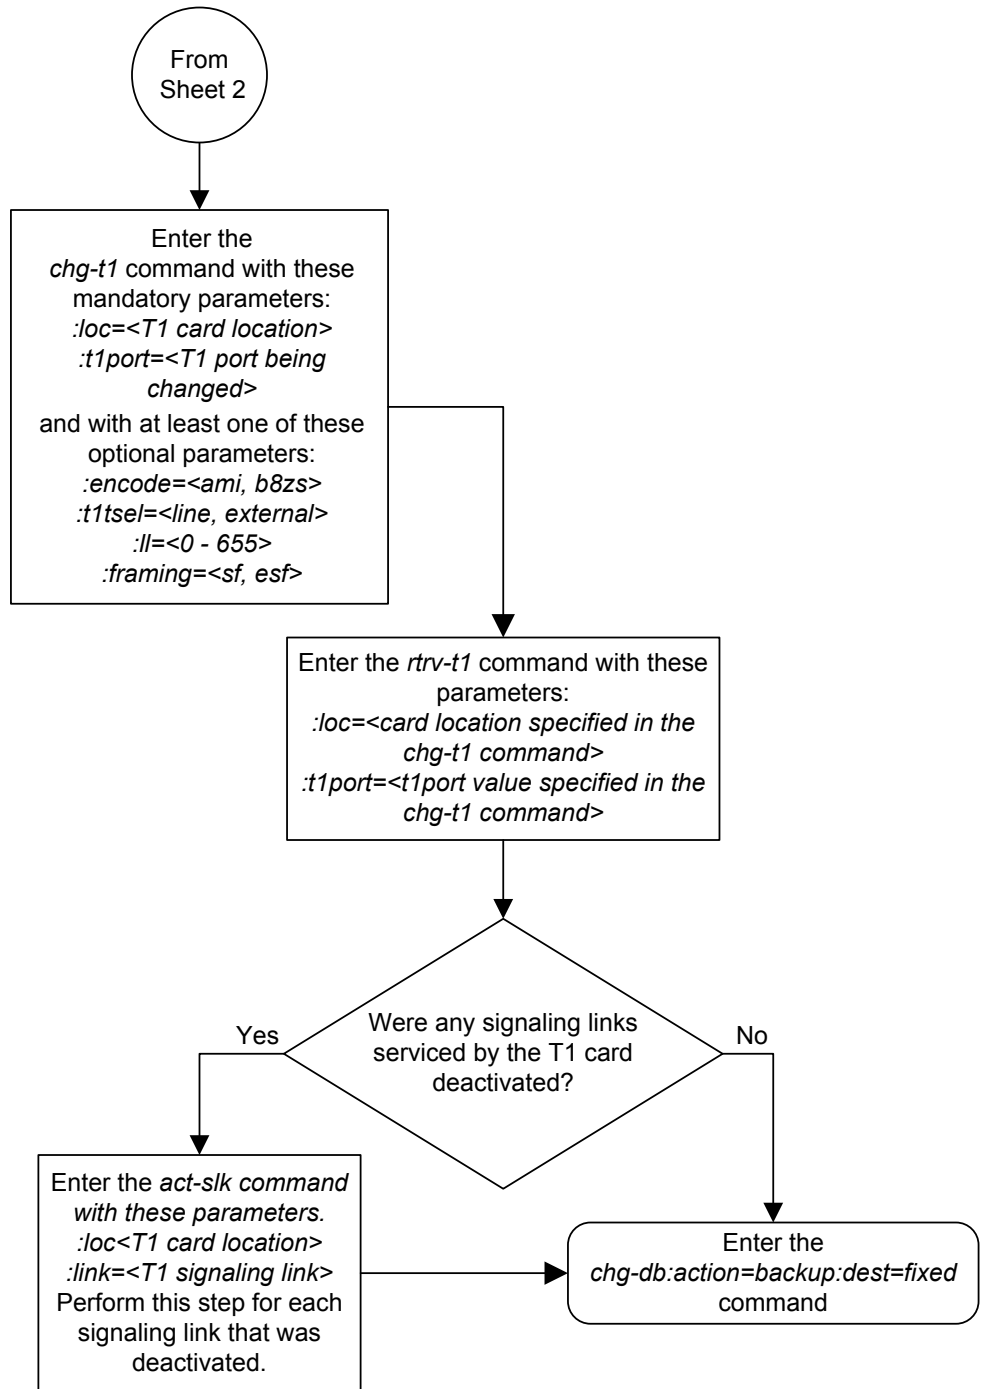 From
Sheet 2
Enter the
chg-t1 command with these
mandatory parameters:
:loc=<T1 card location>
:t1port=<T1 port being
changed>
and with at least one of these
optional parameters:
:encode=<ami, b8zs>
:t1tsel=<line, external>
:ll=<0 - 655>
:framing=<sf, esf>
Enter the rtrv-t1 command with these
parameters:
:loc=<card location specified in the
chg-t1 command>
:t1port=<t1port value specified in the
chg-t1 command>
Were any signaling links
serviced by the T1 card
deactivated?
Yes
No
Enter the act-slk command
with these parameters.
:loc<T1 card location>
:link=<T1 signaling link>
Perform this step for each
signaling link that was
deactivated.
Enter the
chg-db:action=backup:dest=fixed
command